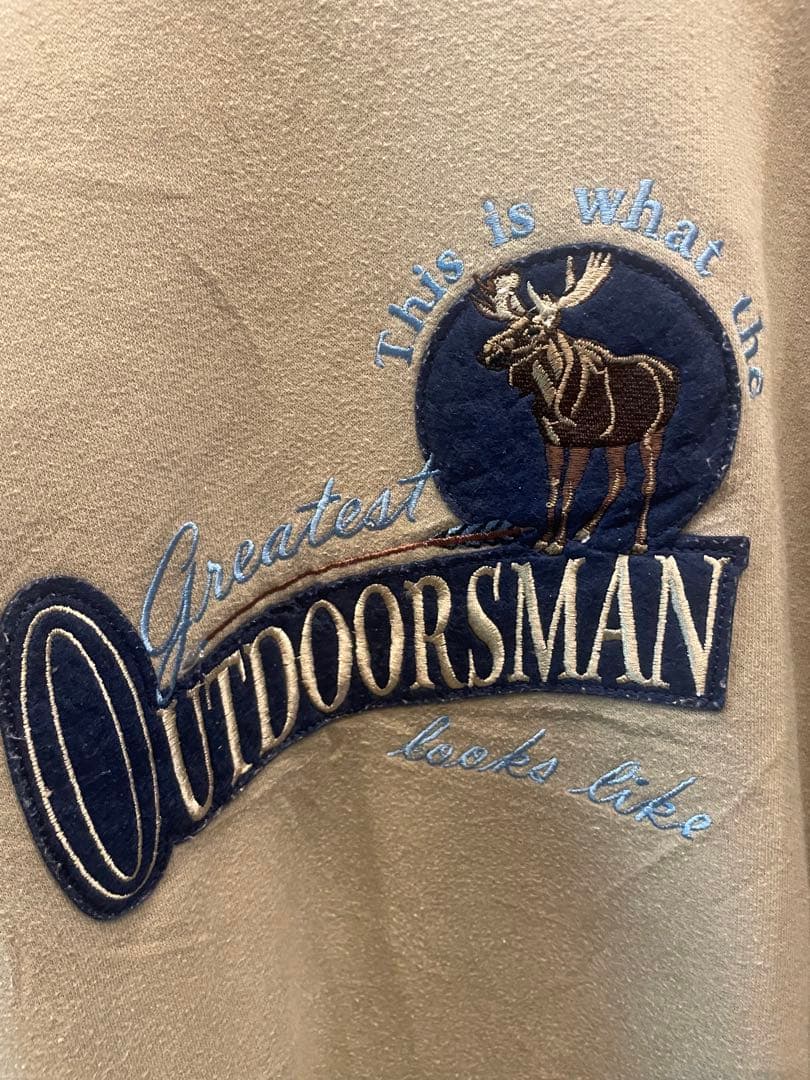 This is what the
Greatest
OUTDOORSMAN
looks like